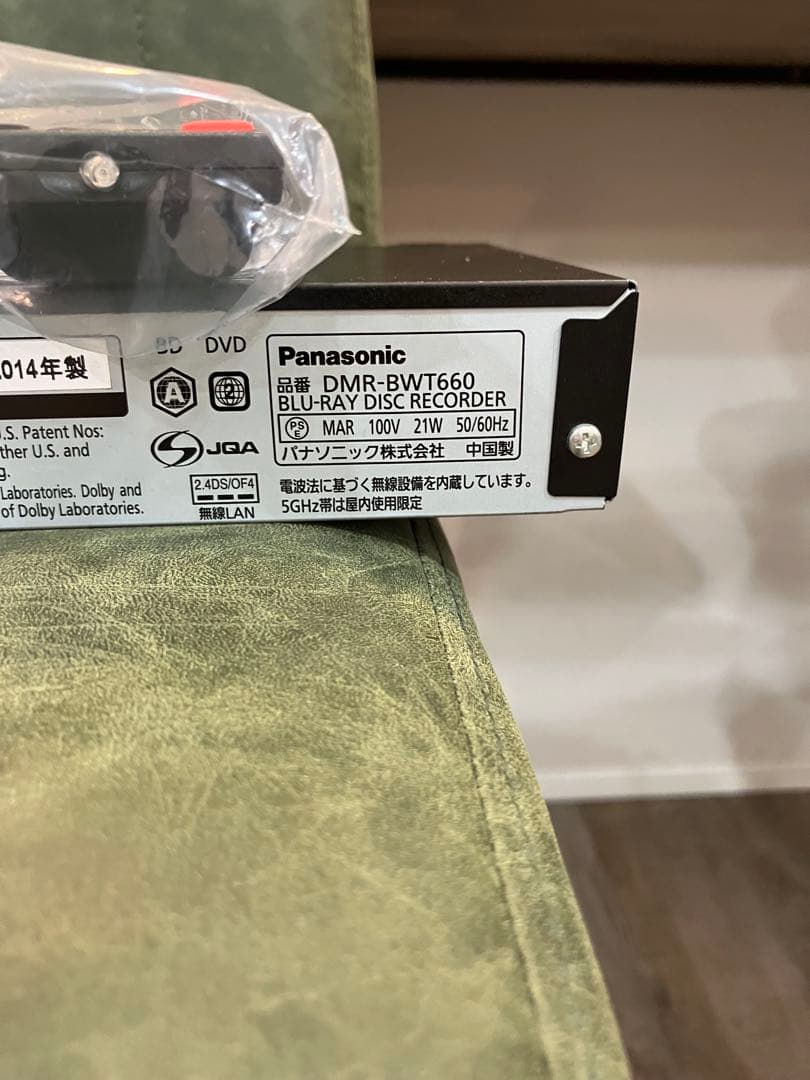 014年製
BD DVD
A 2
JQA
2.4DS/OF4
無線LAN
.S. Patent Nos:
ther U.S. and
g.
Laboratories. Dolby and
of Dolby Laboratories.
Panasonic
品番 DMR-BWT660
BLU-RAY DISC RECORDER
PSE MAR 100V 21W 50/60Hz
パナソニック株式会社 中国製
電波法に基づく無線設備を内蔵しています。
5GHz帯は屋内使用限定